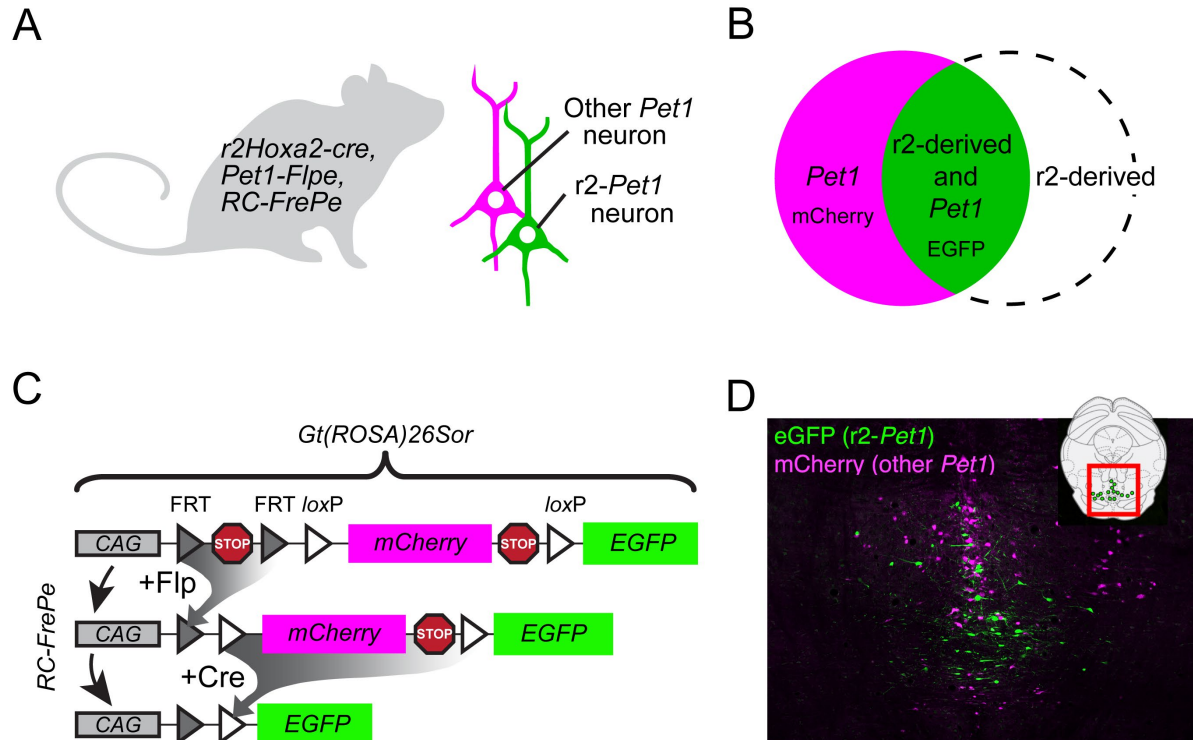 A
r2Hoxa2-cre,
Pet1-Flpe,
RC-FrePe
Other Pet1
neuron
r2-Pet1
neuron
B
Pet1
mCherry
r2-derived
and
Pet1
EGFP
r2-derived
C
Gt(ROSA)26Sor
FRT FRT loxP loxP
CAG STOP mCherry STOP EGFP
+Flp
RC-FrePe
CAG mCherry STOP EGFP
+Cre
CAG EGFP
D
eGFP (r2-Pet1)
mCherry (other Pet1)